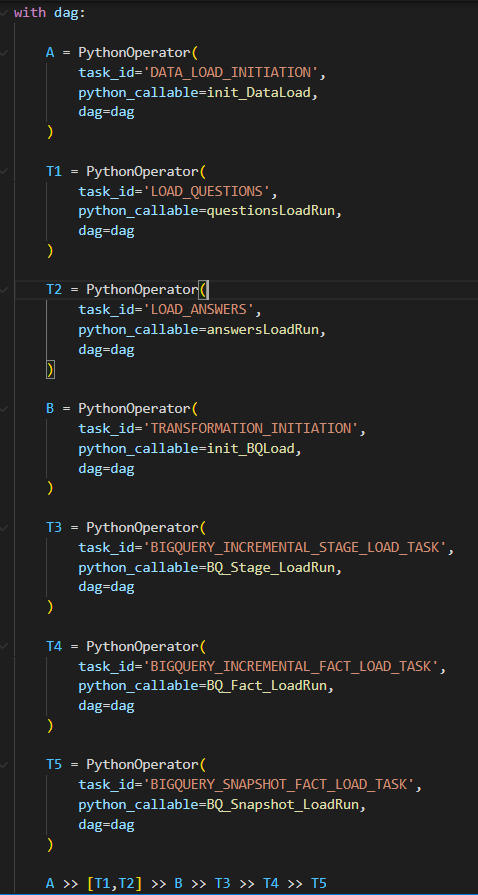 with dag:
A = PythonOperator(
task_id='DATA_LOAD_INITIATION',
python_callable=init_DataLoad,
dag=dag
)
T1 = PythonOperator(
task_id='LOAD_QUESTIONS',
python_callable=questionsLoadRun,
dag=dag
)
T2 = PythonOperator(
task_id='LOAD_ANSWERS',
python_callable=answersLoadRun,
dag=dag
)
B = PythonOperator(
task_id='TRANSFORMATION_INITIATION',
python_callable=init_BQLoad,
dag=dag
)
T3 = PythonOperator(
task_id='BIGQUERY_INCREMENTAL_STAGE_LOAD_TASK',
python_callable=BQ_Stage_LoadRun,
dag=dag
)
T4 = PythonOperator(
task_id='BIGQUERY_INCREMENTAL_FACT_LOAD_TASK',
python_callable=BQ_Fact_LoadRun,
dag=dag
)
T5 = PythonOperator(
task_id='BIGQUERY_SNAPSHOT_FACT_LOAD_TASK',
python_callable=BQ_Snapshot_LoadRun,
dag=dag
)
A >> [T1,T2] >> B >> T3 >> T4 >> T5